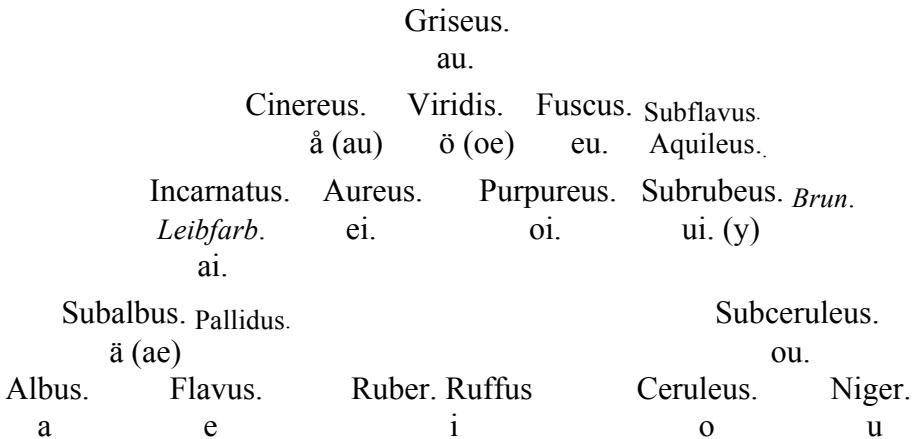 Griseus.
au.
Cinereus. Viridis. Fuscus. Subflavus.
å (au) ö (oe) eu. Aquileus..
Incarnatus. Aureus. Purpureus. Subrubeus. Brun.
Leibfarb. ei. oi. ui. (y)
ai.
Subalbus. Pallidus. Subceruleus.
ä (ae) ou.
Albus. Flavus. Ruber. Ruffus Ceruleus. Niger.
a e i o u